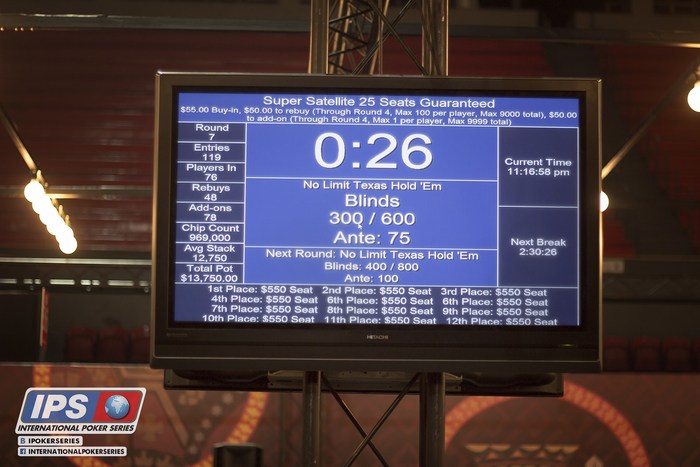 Super Satellite 25 Seats Guaranteed
$55.00 Buy-in, $50.00 to rebuy (Through Round 4, Max 100 per player, Max 9000 total), $50.00
to add-on (Through Round 4, Max 1 per player, Max 9999 total)
Round
7
Entries
119
Players In
76
Rebuys
48
Add-ons
78
Chip Count
969,000
Avg Stack
12,750
Total Pot
$13,750.00
0:26
No Limit Texas Hold 'Em
Blinds
300 / 600
Ante: 75
Next Round: No Limit Texas Hold 'Em
Blinds: 400 / 800
Ante: 100
Current Time
11:16:58 pm
Next Break
2:30:26
1st Place: $550 Seat 2nd Place: $550 Seat 3rd Place: $550 Seat
4th Place: $550 Seat 6th Place: $550 Seat 6th Place: $550 Seat
7th Place: $550 Seat 8th Place: $550 Seat 9th Place: $550 Seat
10th Place: $550 Seat 11th Place: $550 Seat 12th Place: $550 Seat
HITACHI
IPS
INTERNATIONAL POKER SERIES
B IPOKERSERIES
f INTERNATIONALPOKERSERIES